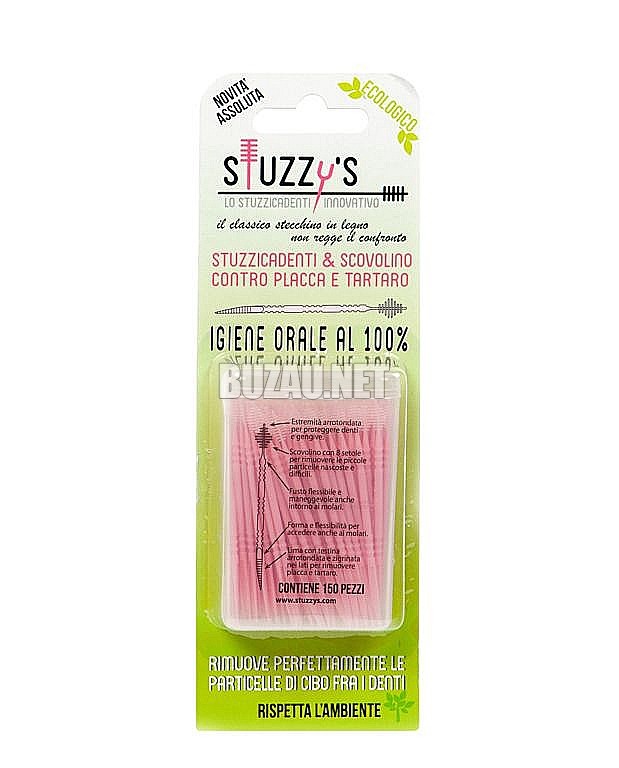 NOVITA' ASSOLUTA
ECOLOGICO
STUZZY'S
LO STUZZICADENTI INNOVATIVO
il classico stecchino in legno
non regge il confronto
STUZZICADENTI & SCOVOLINO
CONTRO PLACCA E TARTARO
IGIENE ORALE AL 100%
BUZAU.NET
Estremità arrotondata
per proteggere denti
e gengive.
Scovolino con 8 setole
per rimuovere le piccole
particelle nascoste e
difficili.
Fusto flessibile e
maneggevole anche
intorno ai molari.
Forma e flessibilità per
accedere anche ai molari.
Lima con testina
arrotondata e zigrinata
nei lati per rimuovere
placca e tartaro.
CONTIENE 150 PEZZI
www.stuzzys.com
RIMUOVE PERFETTAMENTE LE
PARTICELLE DI CIBO FRA I DENTI
RISPETTA L'AMBIENTE